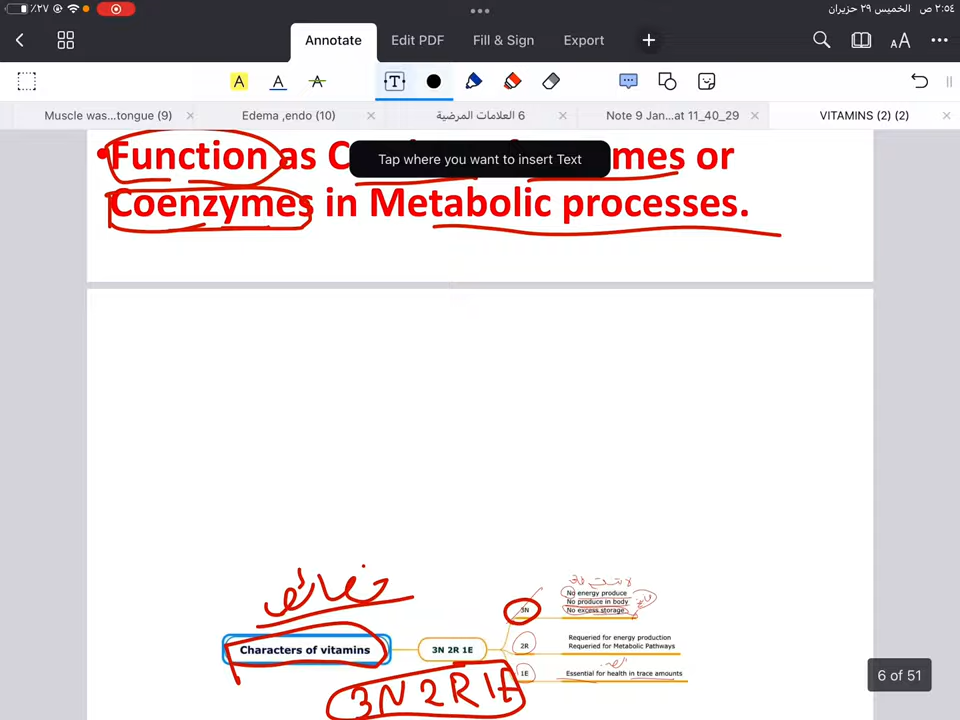 ٪٢٧
٢:٥٤ ص الخميس ٢٩ حزيران
Annotate
Edit PDF
Fill & Sign
Export
Muscle was...tongue (9)
Edema ,endo (10)
6 العلامات المرضية
Note 9 Jan...at 11_40_29
VITAMINS (2) (2)
Tap where you want to insert Text
•Function as C mes or
Coenzymes in Metabolic processes.
خصائص
Characters of vitamins
3N 2R 1E
3N
No energy produce
No produce in body
No excess storage
2R
Requeried for energy production
Requeried for Metabolic Pathways
1E
Essential for health in trace amounts
3N 2R 1E
6 of 51